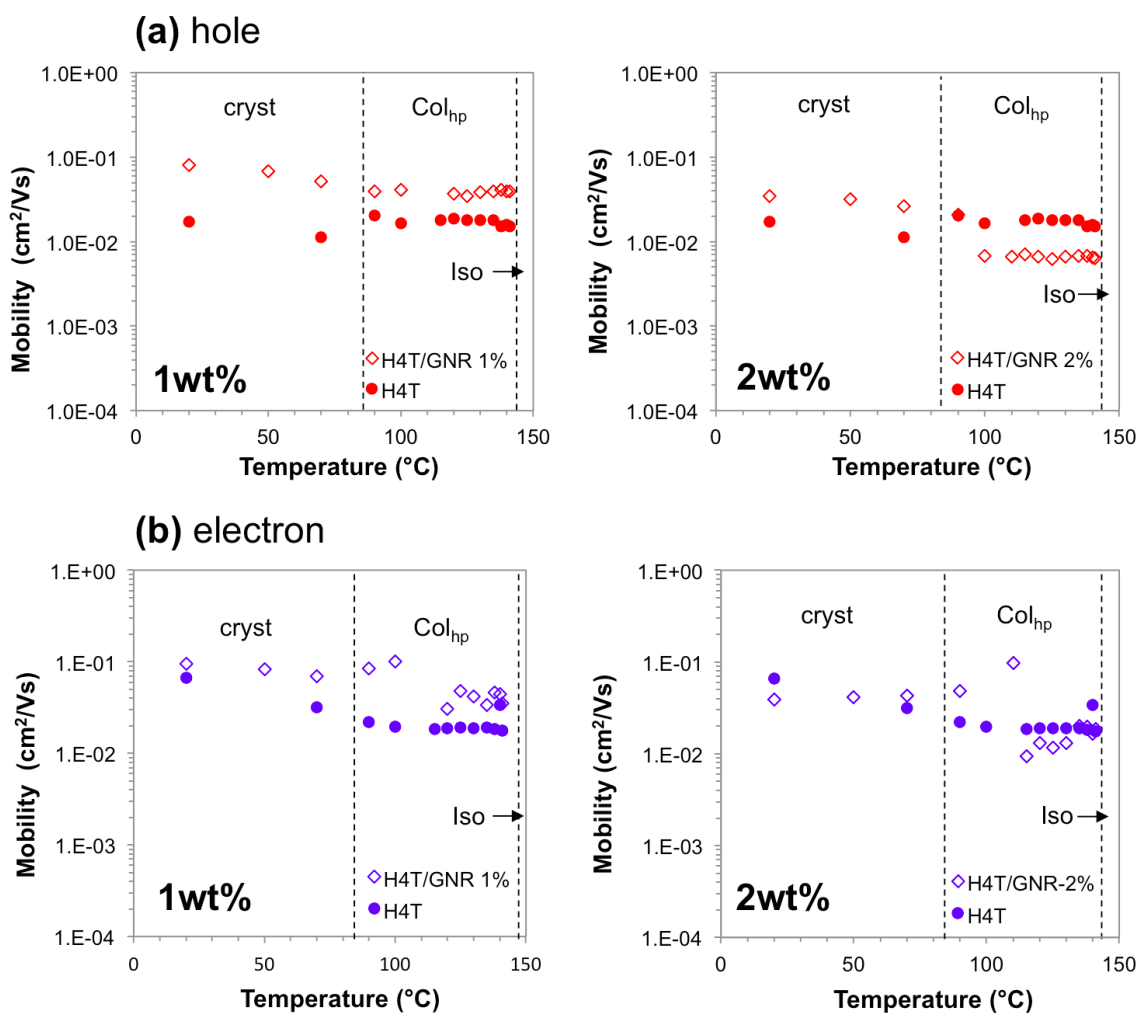 (a) hole
1.0E+00
1.0E-01
1.0E-02
1.0E-03
1.0E-04
Mobility (cm²/Vs)
cryst
Col_hp
Iso
H4T/GNR 1%
H4T
1wt%
0 50 100 150
Temperature (°C)
1.0E+00
1.0E-01
1.0E-02
1.0E-03
1.0E-04
Mobility (cm²/Vs)
cryst
Col_hp
Iso
H4T/GNR 2%
H4T
2wt%
0 50 100 150
Temperature (°C)
(b) electron
1.E+00
1.E-01
1.E-02
1.E-03
1.E-04
Mobility (cm²/Vs)
cryst
Col_hp
Iso
H4T/GNR 1%
H4T
1wt%
0 50 100 150
Temperature (°C)
1.E+00
1.E-01
1.E-02
1.E-03
1.E-04
Mobility (cm²/Vs)
cryst
Col_hp
Iso
H4T/GNR-2%
H4T
2wt%
0 50 100 150
Temperature (°C)